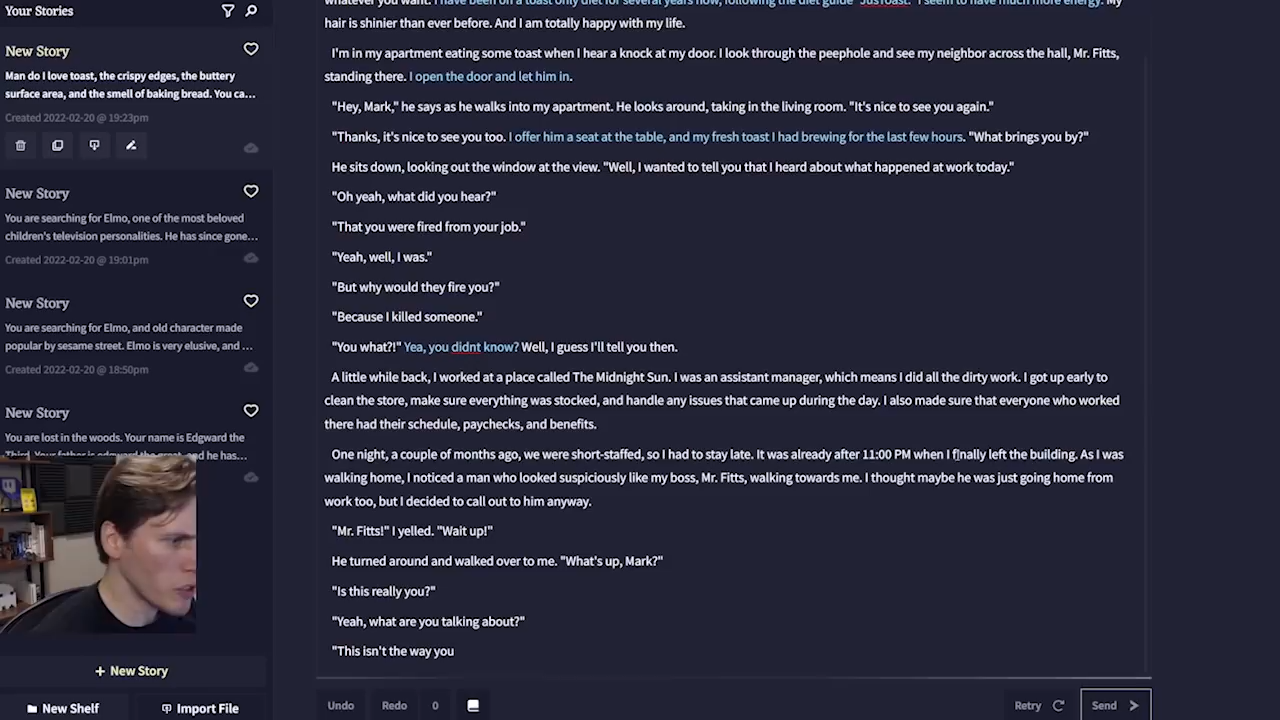 Your Stories
New Story
Man do I love toast, the crispy edges, the buttery
surface area, and the smell of baking bread. You ca...
Created 2022-02-20 @ 19:23pm
New Story
You are searching for Elmo, one of the most beloved
children's television personalities. He has since gone...
Created 2022-02-20 @ 19:01pm
New Story
You are searching for Elmo, and old character made
popular by sesame street. Elmo is very elusive, and ...
Created 2022-02-20 @ 18:50pm
New Story
You are lost in the woods. Your name is Edgward the
Third. Your father is edgward the great, and he has...
+ New Story
New Shelf
Import File
whatever you want. I have been on a toast only diet for several years now, following the diet guide "JusToast." I seem to have much more energy. My
hair is shinier than ever before. And I am totally happy with my life.
I'm in my apartment eating some toast when I hear a knock at my door. I look through the peephole and see my neighbor across the hall, Mr. Fitts,
standing there. I open the door and let him in.
"Hey, Mark," he says as he walks into my apartment. He looks around, taking in the living room. "It's nice to see you again."
"Thanks, it's nice to see you too. I offer him a seat at the table, and my fresh toast I had brewing for the last few hours. "What brings you by?"
He sits down, looking out the window at the view. "Well, I wanted to tell you that I heard about what happened at work today."
"Oh yeah, what did you hear?"
"That you were fired from your job."
"Yeah, well, I was."
"But why would they fire you?"
"Because I killed someone."
"You what?!" Yea, you didnt know? Well, I guess I'll tell you then.
A little while back, I worked at a place called The Midnight Sun. I was an assistant manager, which means I did all the dirty work. I got up early to
clean the store, make sure everything was stocked, and handle any issues that came up during the day. I also made sure that everyone who worked
there had their schedule, paychecks, and benefits.
One night, a couple of months ago, we were short-staffed, so I had to stay late. It was already after 11:00 PM when I finally left the building. As I was
walking home, I noticed a man who looked suspiciously like my boss, Mr. Fitts, walking towards me. I thought maybe he was just going home from
work too, but I decided to call out to him anyway.
"Mr. Fitts!" I yelled. "Wait up!"
He turned around and walked over to me. "What's up, Mark?"
"Is this really you?"
"Yeah, what are you talking about?"
"This isn't the way you
Undo
Redo
0
Retry
Send